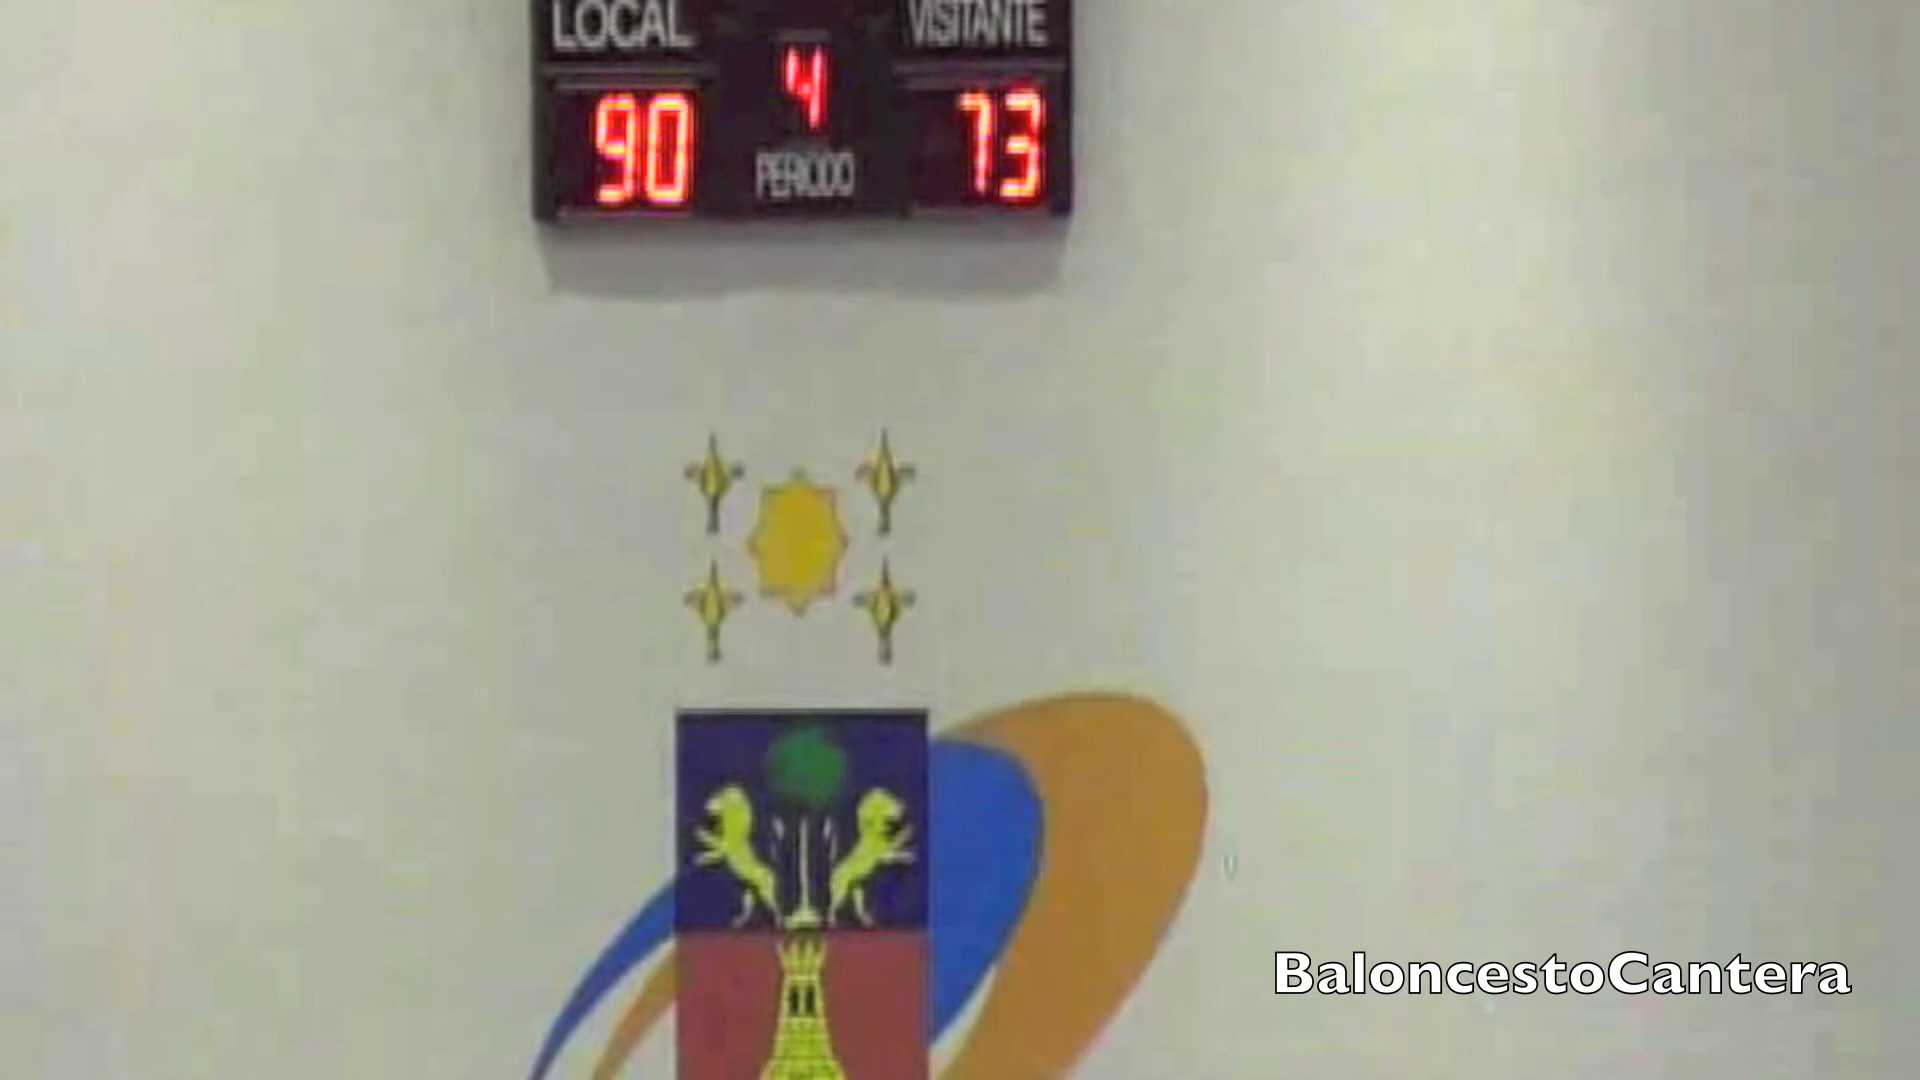 LOCAL
VISITANTE
4
90
73
PERIODO
BaloncestoCantera